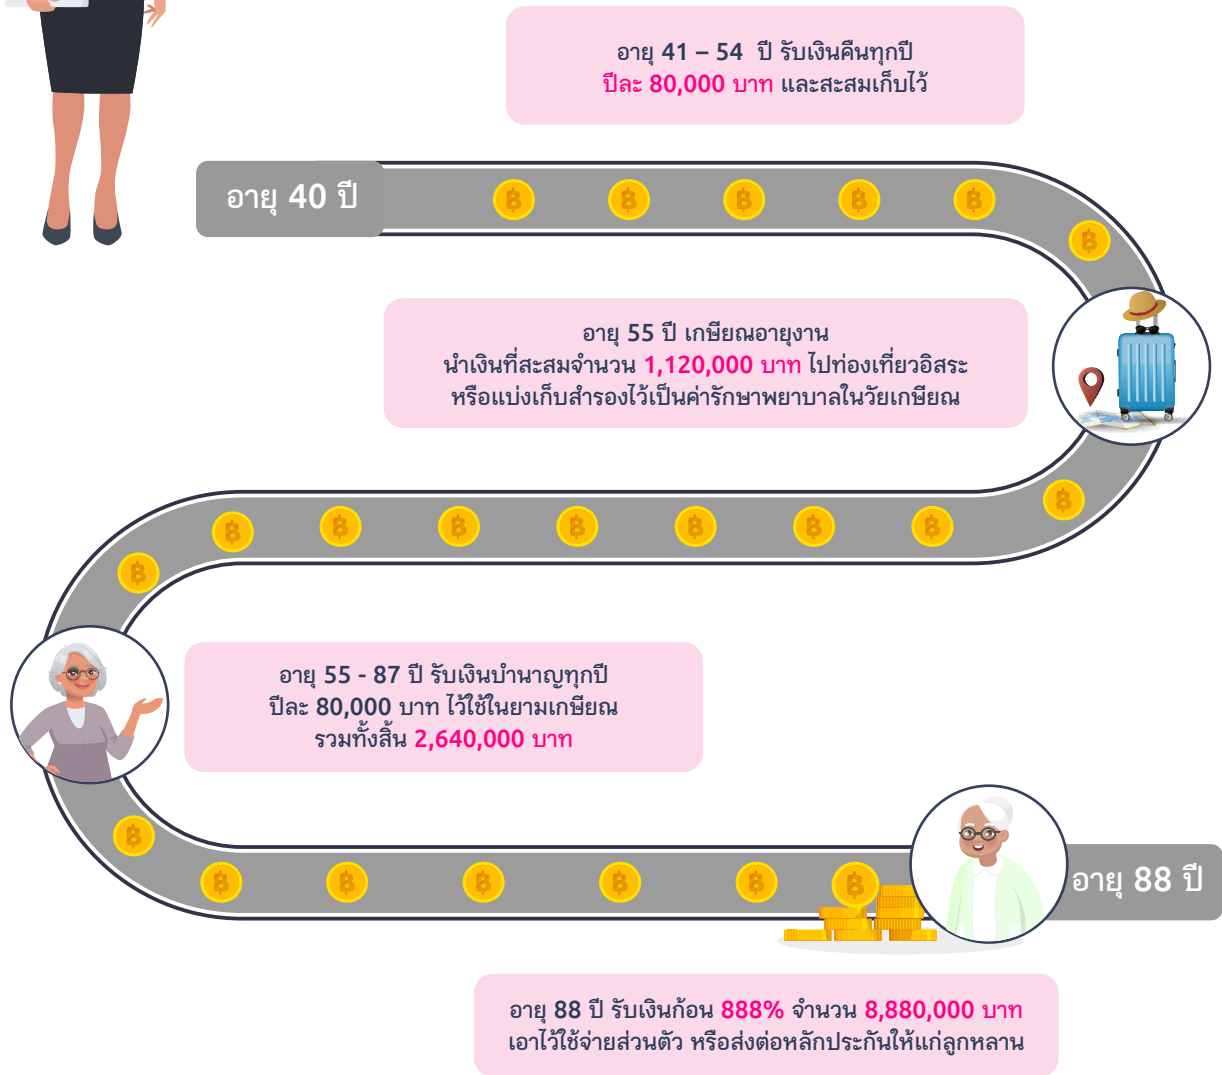 อายุ 41 – 54 ปี รับเงินคืนทุกปี
ปีละ 80,000 บาท และสะสมเก็บไว้
อายุ 40 ปี
อายุ 55 ปี เกษียณอายุงาน
นำเงินที่สะสมจำนวน 1,120,000 บาท ไปท่องเที่ยวอิสระ
หรือแบ่งเก็บสำรองไว้เป็นค่ารักษาพยาบาลในวัยเกษียณ
อายุ 55 - 87 ปี รับเงินบำนาญทุกปี
ปีละ 80,000 บาท ไว้ใช้ในยามเกษียณ
รวมทั้งสิ้น 2,640,000 บาท
อายุ 88 ปี
อายุ 88 ปี รับเงินก้อน 888% จำนวน 8,880,000 บาท
เอาไว้ใช้จ่ายส่วนตัว หรือส่งต่อหลักประกันให้แก่ลูกหลาน